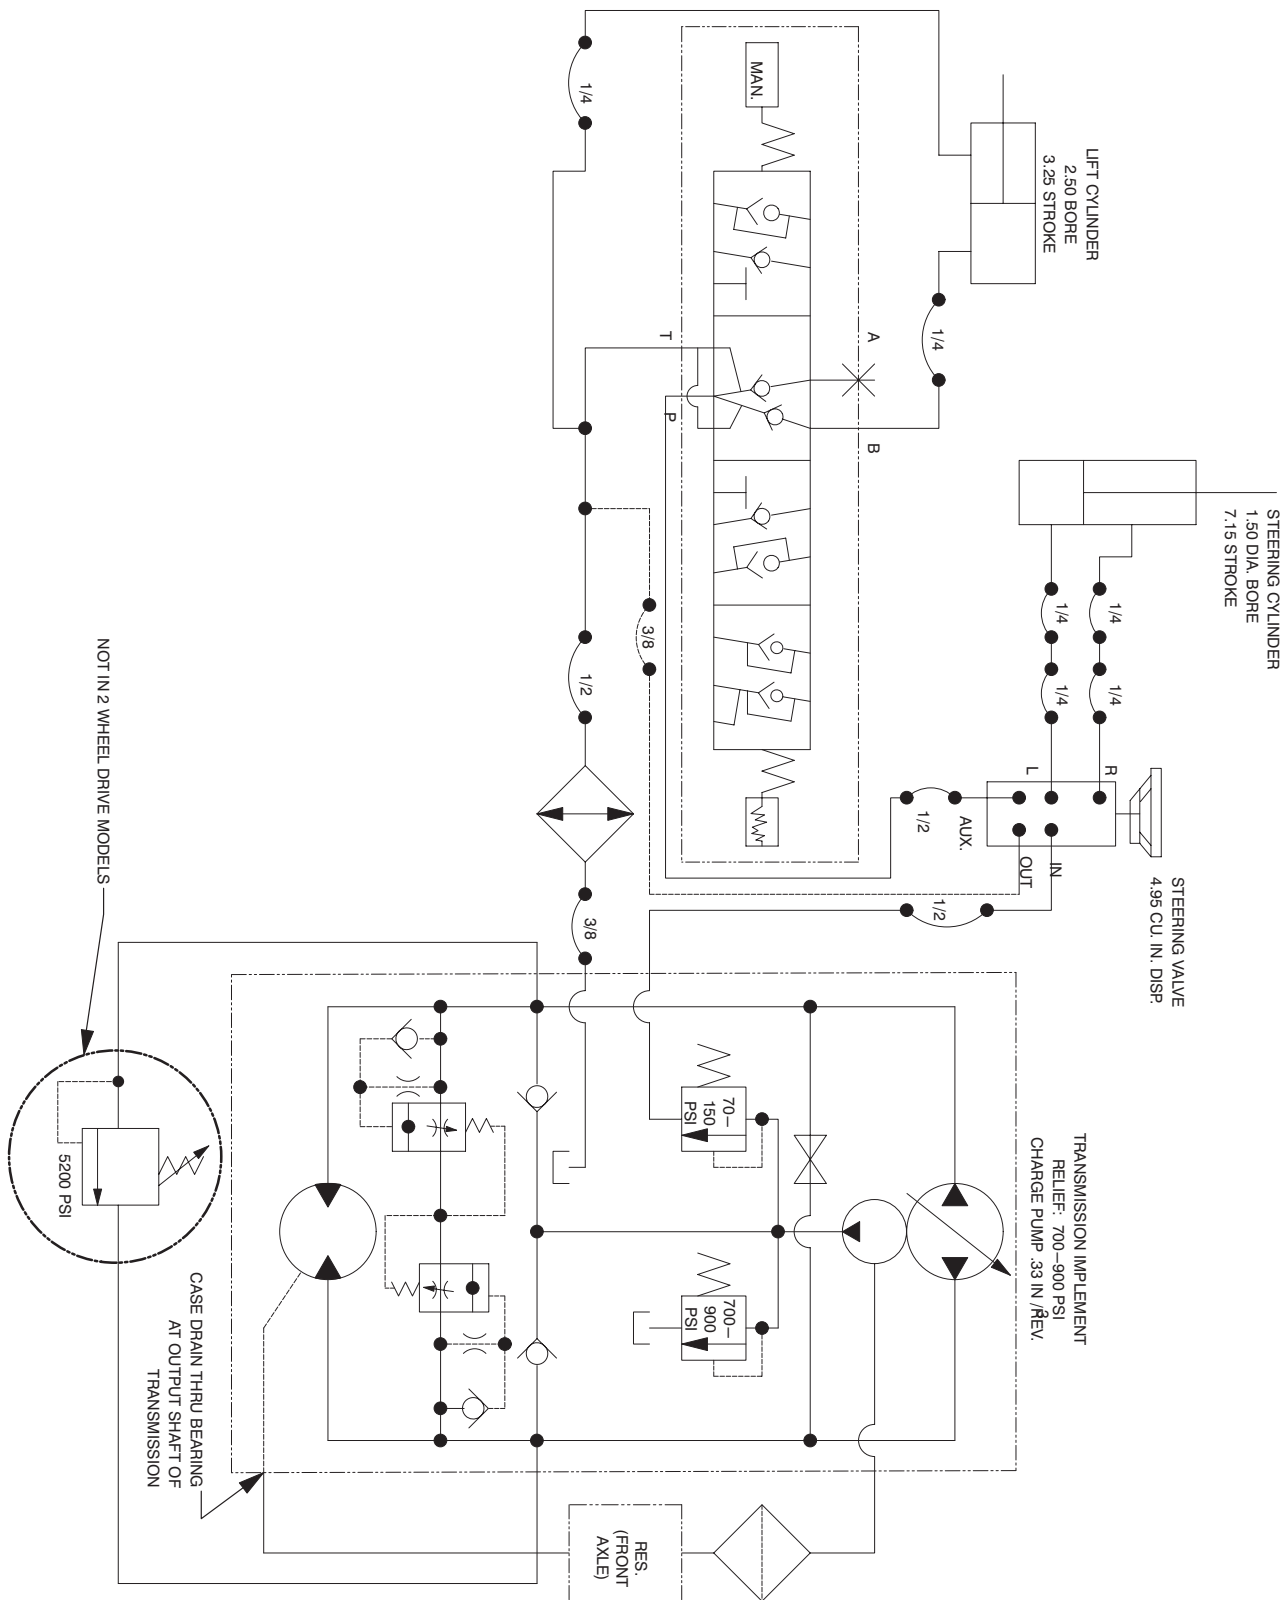 STEERING CYLINDER
1.50 DIA. BORE
7.15 STROKE
LIFT CYLINDER
2.50 BORE
3.25 STROKE
STEERING VALVE
4.95 CU. IN. DISP.
TRANSMISSION IMPLEMENT
RELIEF: 700–900 PSI
CHARGE PUMP .33 IN³/REV.
1/4
1/4
1/4
1/4
R
L
IN
OUT
AUX.
1/4
A
B
1/2
1/2
MAN.
T
P
70–
150
PSI
700–
900
PSI
3/8
1/4
1/2
3/8
RES.
(FRONT
AXLE)
CASE DRAIN THRU BEARING
AT OUTPUT SHAFT OF
TRANSMISSION
NOT IN 2 WHEEL DRIVE MODELS
5200 PSI